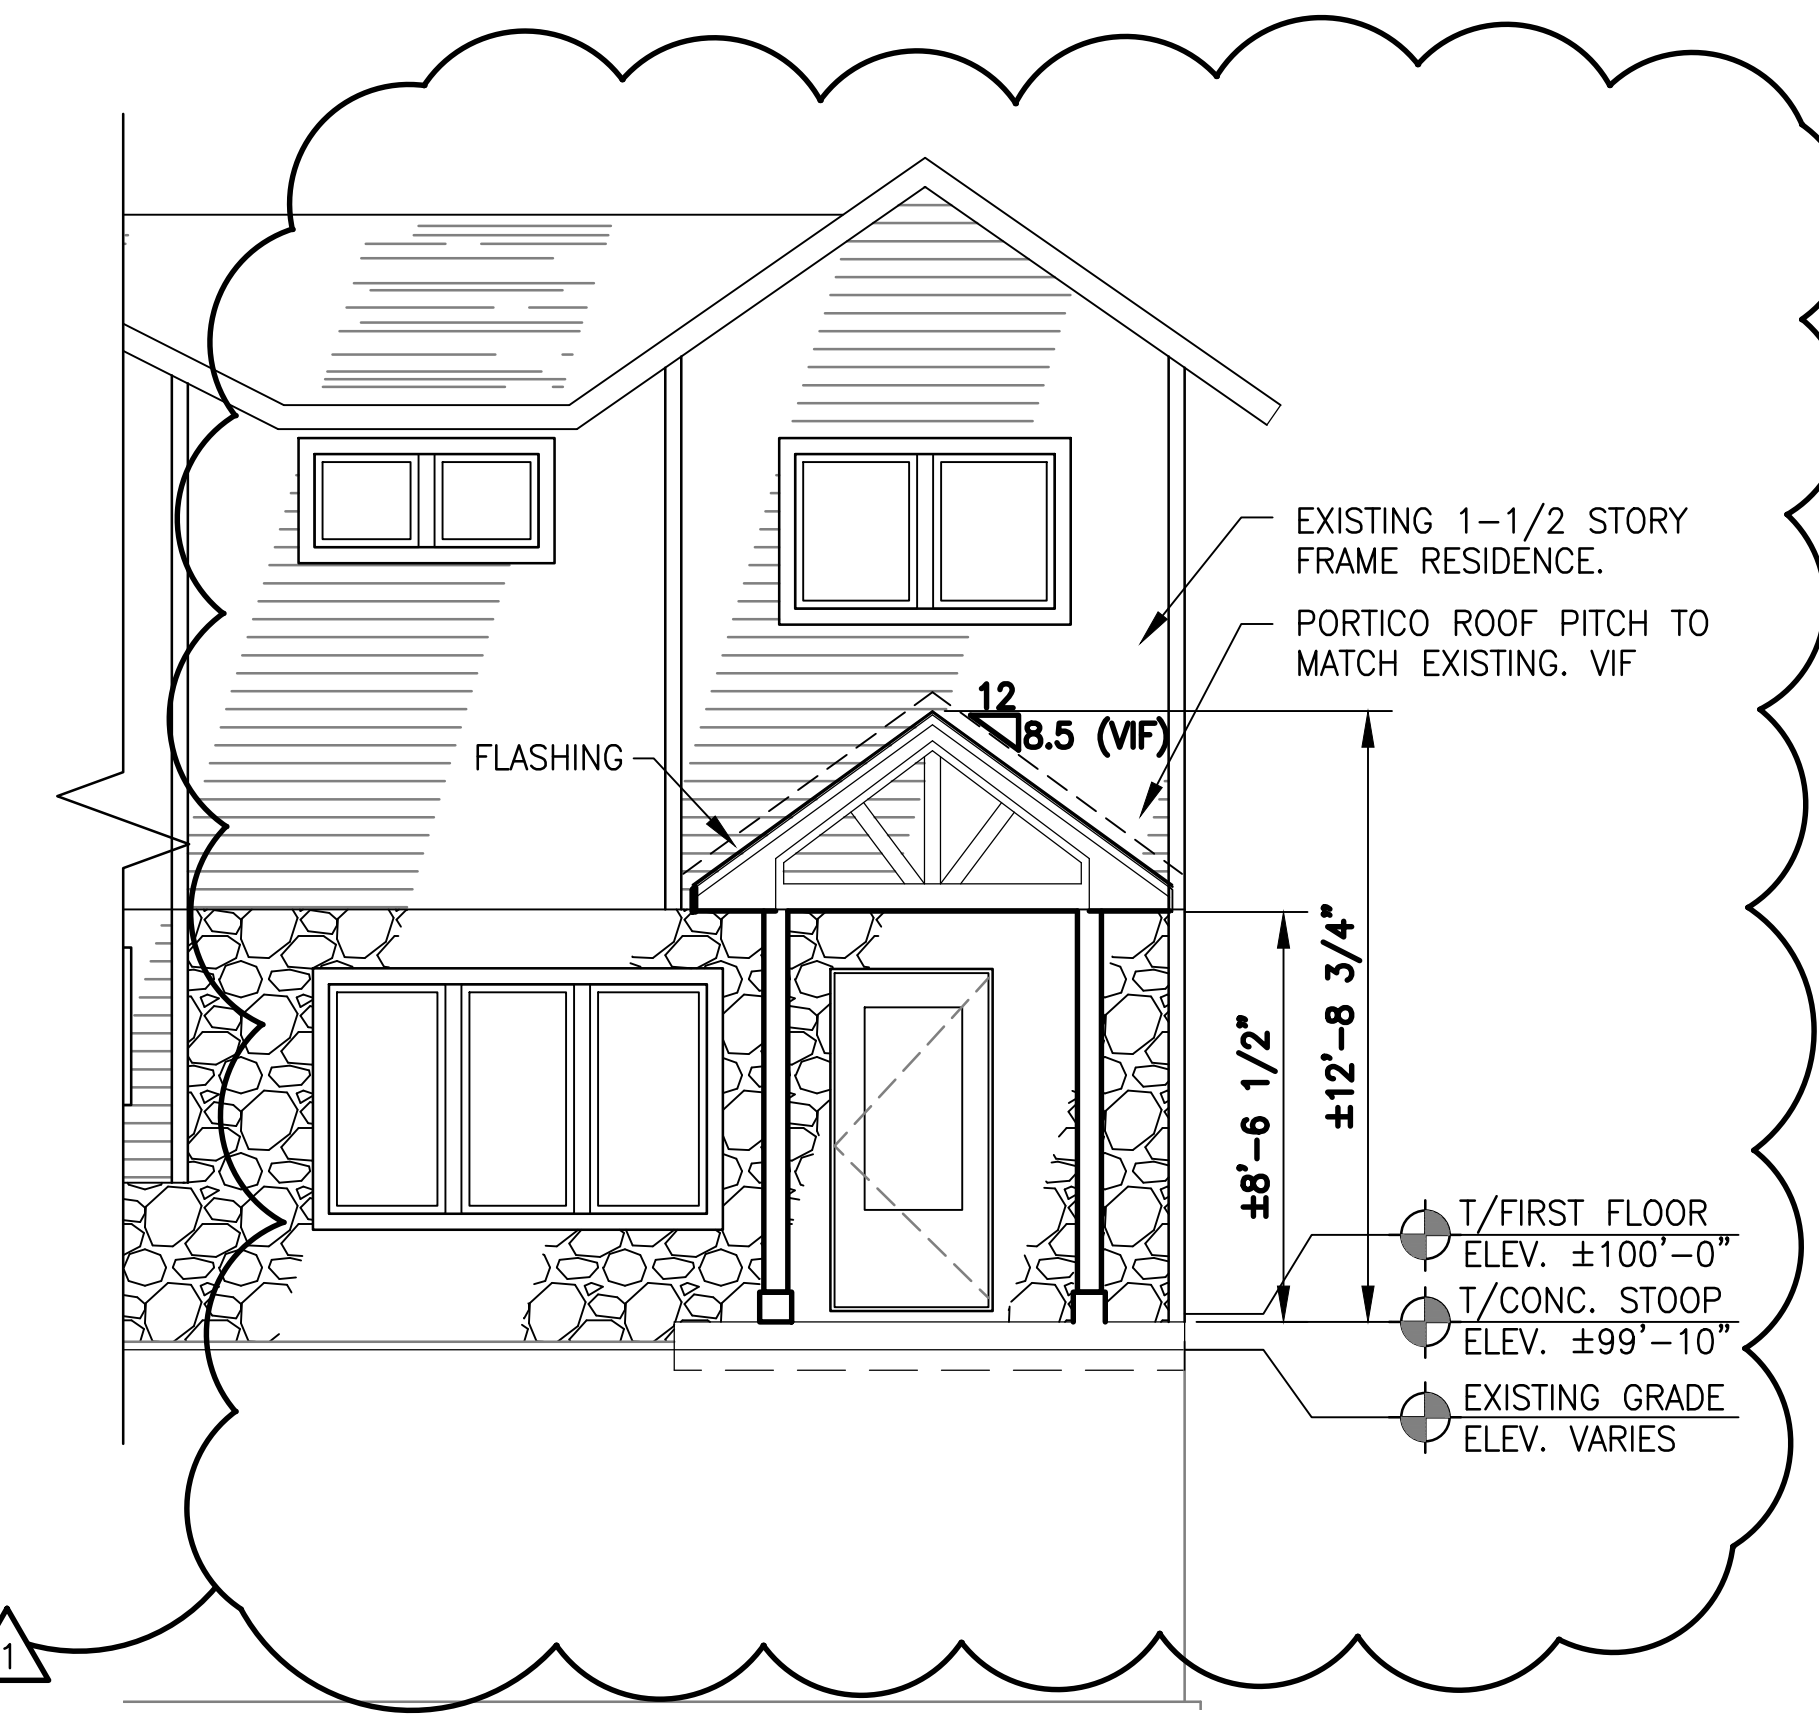 EXISTING 1-1/2 STORY
FRAME RESIDENCE.
PORTICO ROOF PITCH TO
MATCH EXISTING. VIF
12
8.5 (VIF)
FLASHING
±8'-6 1/2"
±12'-8 3/4"
T/FIRST FLOOR
ELEV. ±100'-0"
T/CONC. STOOP
ELEV. ±99'-10"
EXISTING GRADE
ELEV. VARIES
1